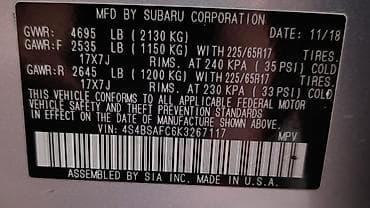 MFD BY SUBARU CORPORATION DATE: 11/18
GVWR: 4695 LB (2130 KG)
GAWR:F 2535 LB (1150 KG) WITH 225/65R17 TIRES.
17X7J RIMS. AT 240 KPA (35 PSI) COLD.
GAWR:R 2645 LB (1200 KG) WITH 225/65R17 TIRES.
17X7J RIMS. AT 230 KPA (33 PSI) COLD.
THIS VEHICLE CONFORMS TO ALL APPLICABLE FEDERAL MOTOR
VEHICLE SAFETY AND THEFT PREVENTION STANDARDS
IN EFFECT ON THE DATE OF MANUFACTURE SHOWN ABOVE.
VIN: 4S4BSAFC6K3267117 MPV
ASSEMBLED BY SIA INC. MADE IN U.S.A.